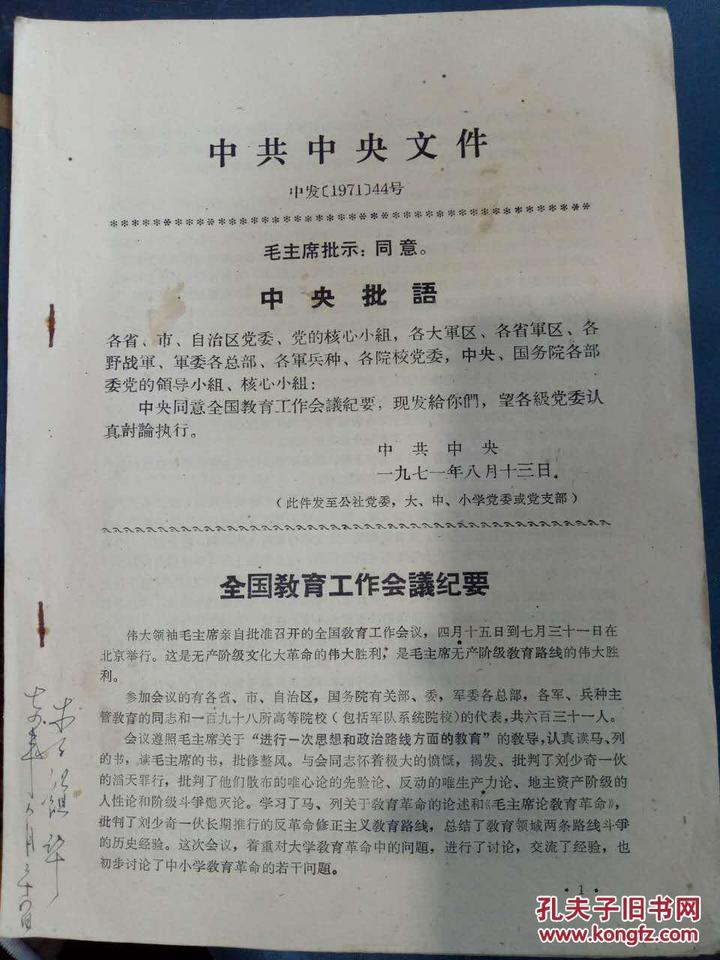 中共中央文件
中发〔1971〕44号
毛主席批示：同意。
中央批語
各省、市、自治区党委、党的核心小組，各大軍区、各省軍区、各
野战軍、軍委各总部、各軍兵种、各院校党委，中央、国务院各部
委党的領导小組、核心小組：
中央同意全国教育工作会議紀要，现发給你們，望各級党委认
真討論执行。
中共中央
一九七一年八月十三日.
（此件发至公社党委，大、中、小学党委或党支部）
全国教育工作会議纪要
伟大领袖毛主席亲自批准召开的全国教育工作会议，四月十五日到七月三十一日在
北京举行。这是无产阶级文化大革命的伟大胜利，是毛主席无产阶级教育路线的伟大胜
利。
参加会议的有各省、市、自治区，国务院有关部、委，军委各总部，各军、兵种主
管教育的同志和一百九十八所高等院校（包括军队系统院校)的代表，共六百三十一人。
会议遵照毛主席关于“进行一次思想和政治路线方面的教育”的教导，认真读马、列
的书，读毛主席的书，批修整风。与会同志怀着极大的愤慨，揭发、批判了刘少奇一伙
的滔天罪行，批判了他们散布的唯心论的先验论、反动的唯生产力论、地主资产阶级的
人性论和阶级斗爭熄灭论。学习了马、列关于教育革命的论述和《毛主席论教育革命》，
批判了刘少奇一伙长期推行的反革命修正主义教育路线，总结了教育领域两条路线斗爭
的历史经验。这次会议，着重对大学教育革命中的问题，进行了讨论，交流了经验，也
初步讨论了中小学教育革命的若干问题。
·1·
孔夫子旧书网
www.kongfz.com